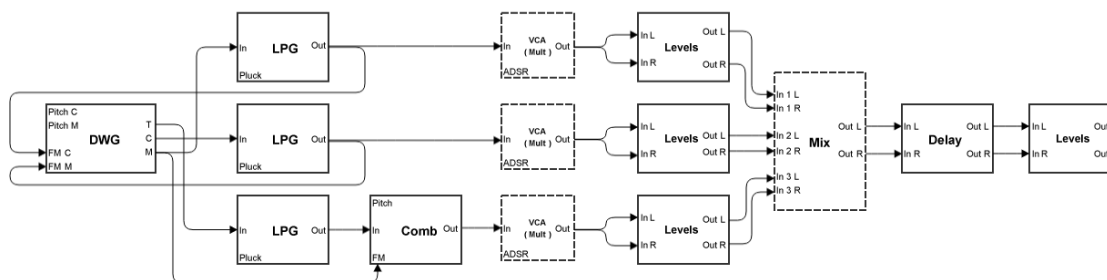 LPG
In
Out
Pluck
VCA
( Mult )
In
Out
ADSR
Levels
In L
In R
Out L
Out R
Pitch C
Pitch M
T
DWG
C
M
FM C
FM M
LPG
In
Out
Pluck
VCA
( Mult )
In
Out
ADSR
Levels
In L
In R
Out L
Out R
LPG
In
Out
Pluck
Pitch
In
Comb
Out
FM
VCA
( Mult )
In
Out
ADSR
Levels
In L
In R
Out L
Out R
In 1 L
In 1 R
In 2 L
In 2 R
In 3 L
In 3 R
Mix
Out L
Out R
In L
In R
Delay
Out L
Out R
In L
In R
Levels